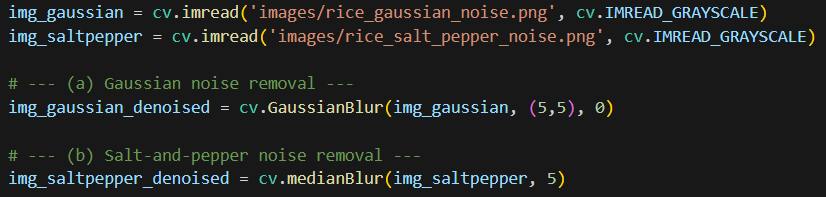 img_gaussian = cv.imread('images/rice_gaussian_noise.png', cv.IMREAD_GRAYSCALE)
img_saltpepper = cv.imread('images/rice_salt_pepper_noise.png', cv.IMREAD_GRAYSCALE)
# --- (a) Gaussian noise removal ---
img_gaussian_denoised = cv.GaussianBlur(img_gaussian, (5,5), 0)
# --- (b) Salt-and-pepper noise removal ---
img_saltpepper_denoised = cv.medianBlur(img_saltpepper, 5)